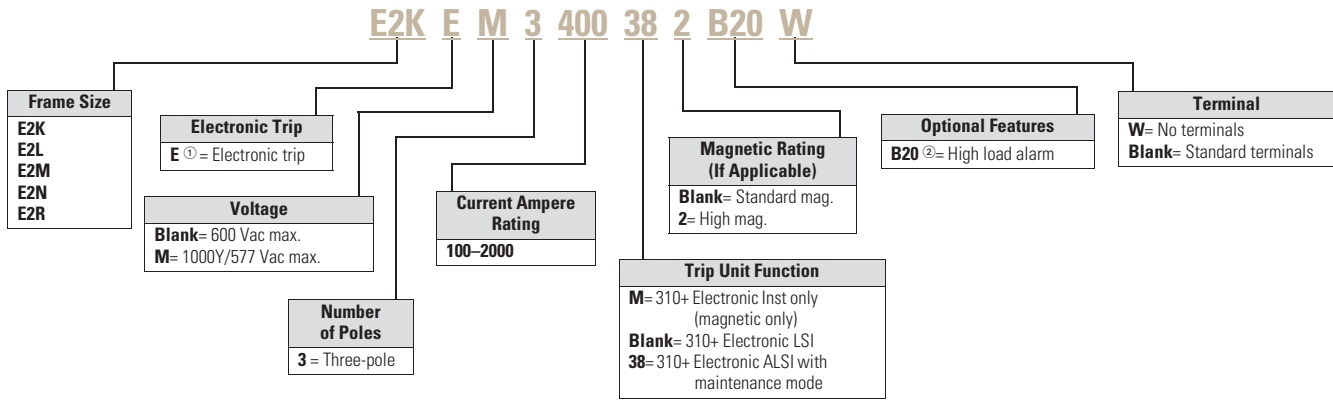 E2K E M 3 400 38 2 B20 W
Frame Size
E2K
E2L
E2M
E2N
E2R
Electronic Trip
E ① = Electronic trip
Voltage
Blank= 600 Vac max.
M= 1000Y/577 Vac max.
Number
of Poles
3 = Three-pole
Current Ampere
Rating
100–2000
Trip Unit Function
M= 310+ Electronic Inst only
(magnetic only)
Blank= 310+ Electronic LSI
38= 310+ Electronic ALSI with
maintenance mode
Magnetic Rating
(If Applicable)
Blank= Standard mag.
2= High mag.
Optional Features
B20 ②= High load alarm
Terminal
W= No terminals
Blank= Standard terminals